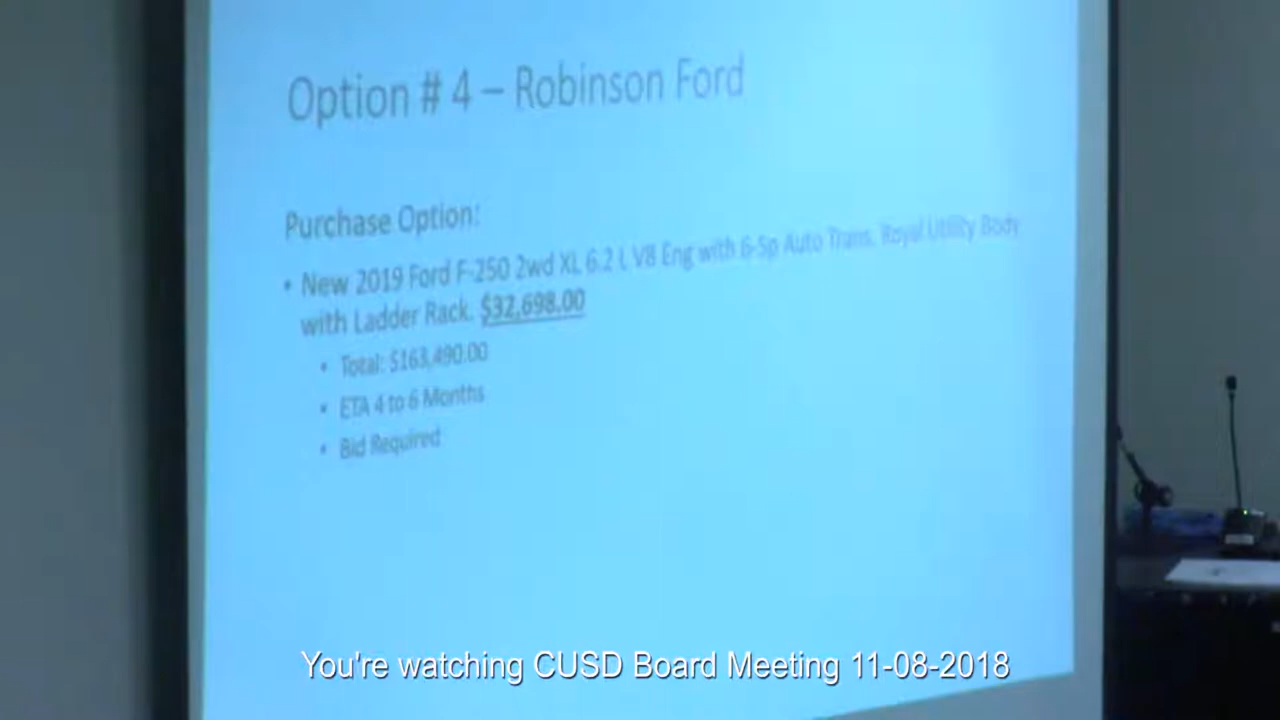 Option # 4 – Robinson Ford
Purchase Option:
• New 2019 Ford F-250 2wd XL 6.2 L V8 Eng with 6-Sp Auto Trans. Royal Utility Body
with Ladder Rack. $32,698.00
• Total: $163,490.00
• ETA 4 to 6 Months
• Bid Required
You're watching CUSD Board Meeting 11-08-2018